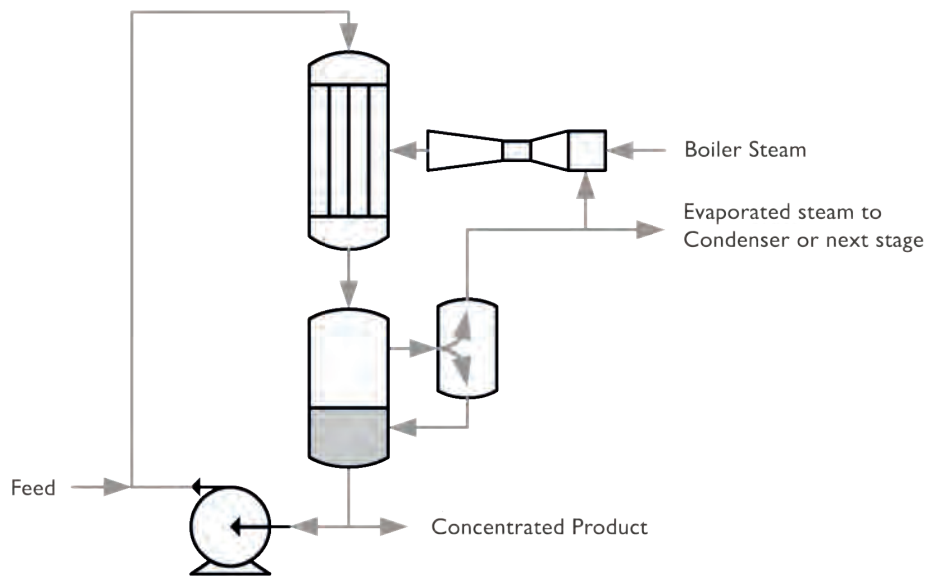 Boiler Steam
Evaporated steam to
Condenser or next stage
Feed
Concentrated Product